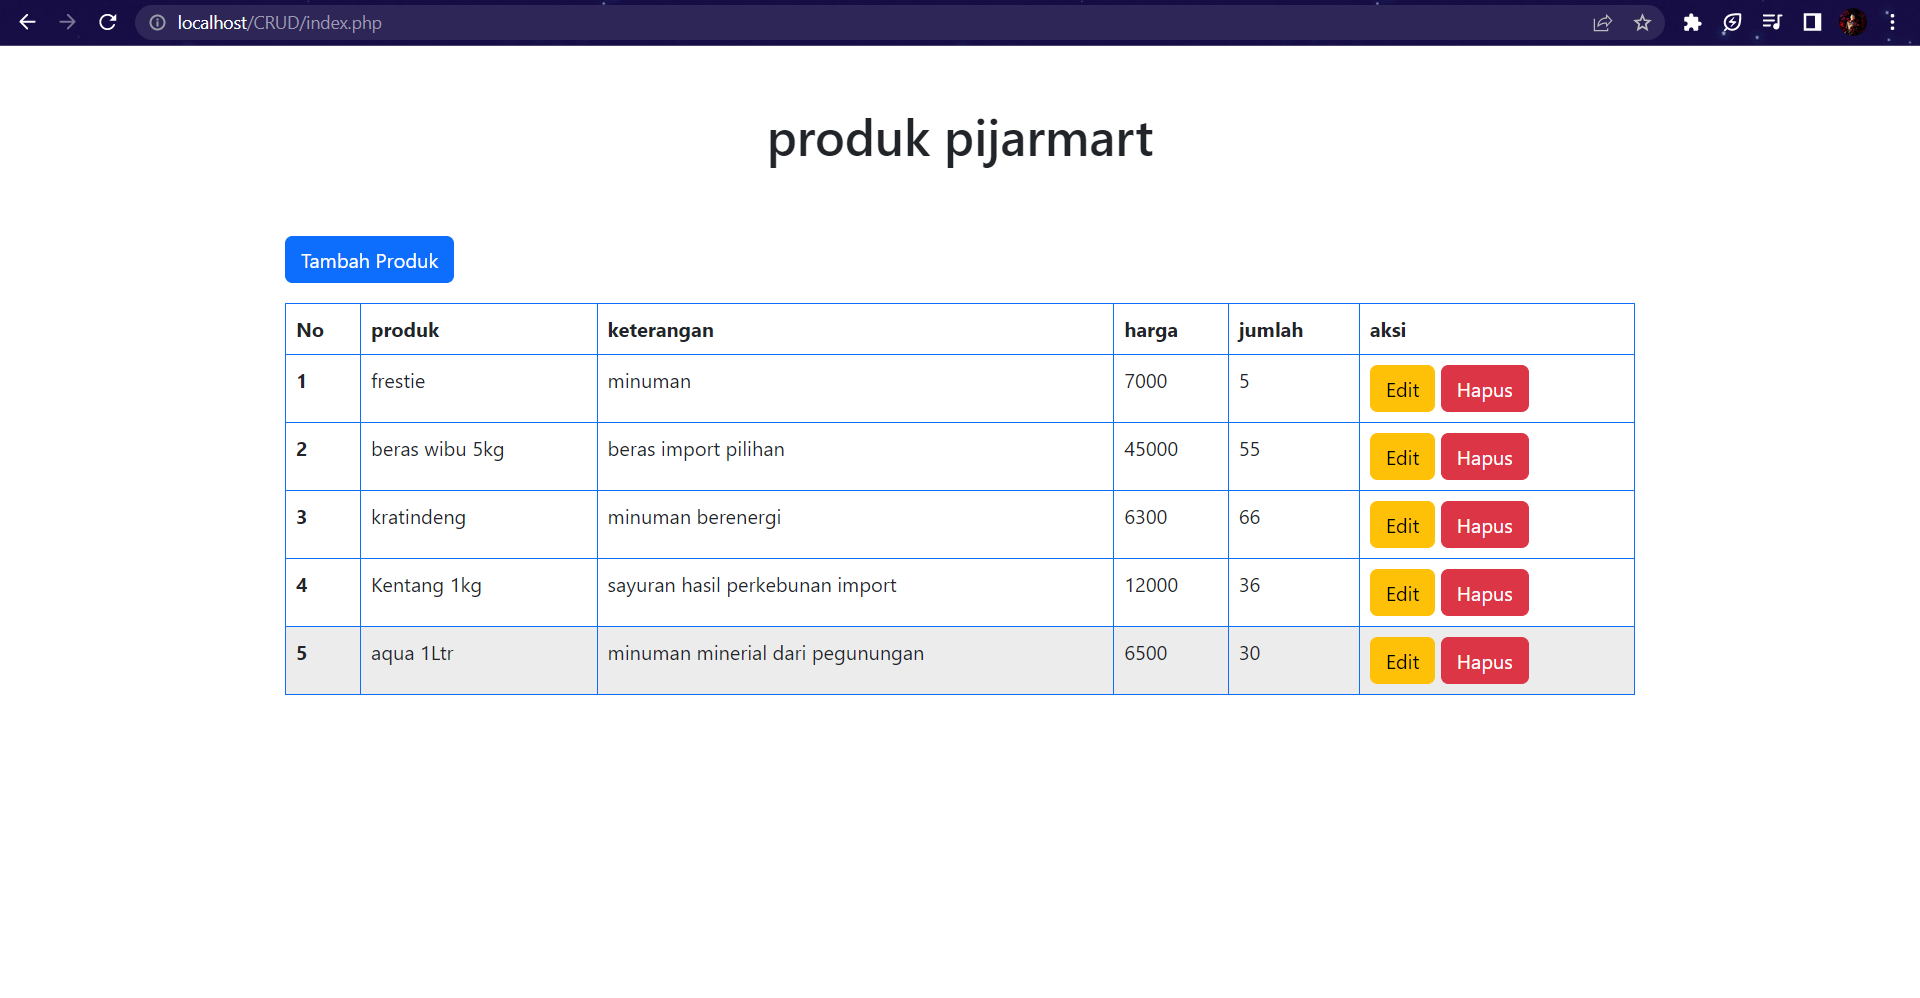 localhost/CRUD/index.php
produk pijarmart
Tambah Produk
No produk keterangan harga jumlah aksi
1 frestie minuman 7000 5 Edit Hapus
2 beras wibu 5kg beras import pilihan 45000 55 Edit Hapus
3 kratindeng minuman berenergi 6300 66 Edit Hapus
4 Kentang 1kg sayuran hasil perkebunan import 12000 36 Edit Hapus
5 aqua 1Ltr minuman minerial dari pegunungan 6500 30 Edit Hapus